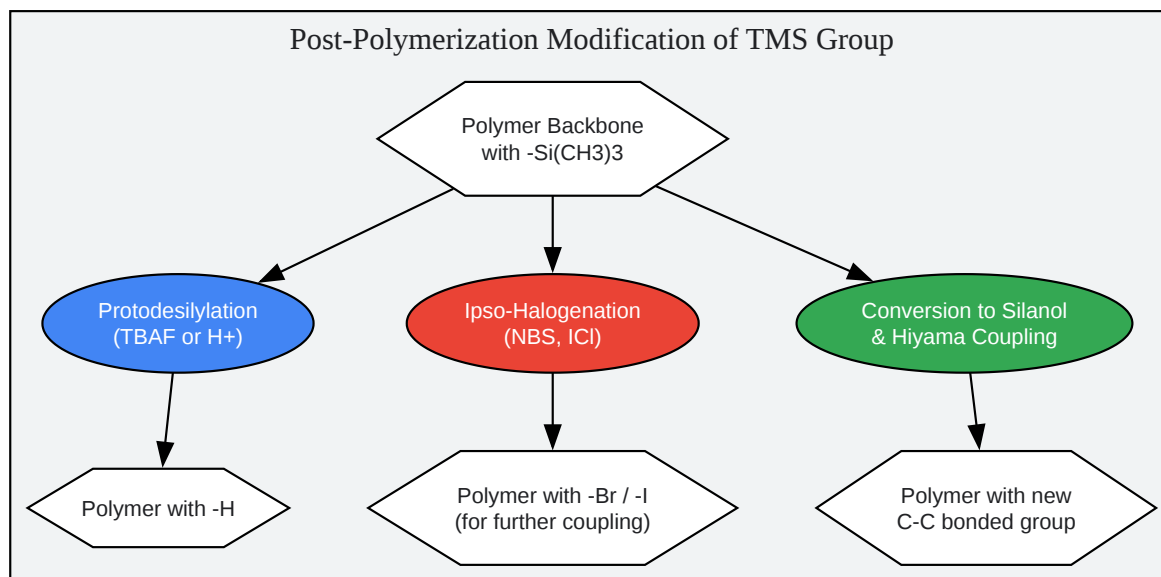 Post-Polymerization Modification of TMS Group
Polymer Backbone
with -Si(CH3)3
Protodesilylation
(TBAF or H+)
Ipso-Halogenation
(NBS, ICl)
Conversion to Silanol
& Hiyama Coupling
Polymer with -H
Polymer with -Br / -I
(for further coupling)
Polymer with new
C-C bonded group